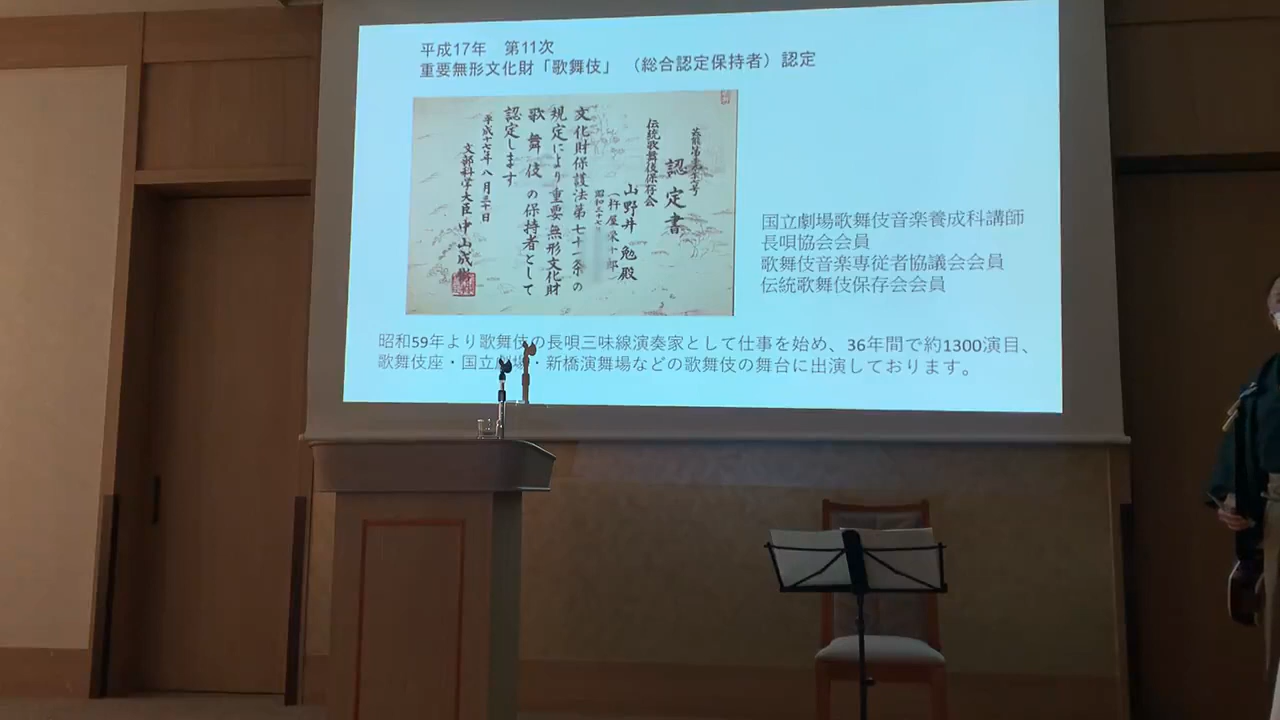 平成17年　第11次
重要無形文化財「歌舞伎」（総合認定保持者）認定
認定書
伝統歌舞伎保存会
山野井 勉殿
（杵屋栄十郎）
文化財保護法第七十一条の
規定により重要無形文化財
歌舞伎の保持者として
認定します
平成十七年八月三十日
文部科学大臣 中山成彬
国立劇場歌舞伎音楽養成科講師
長唄協会会員
歌舞伎音楽専従者協議会会員
伝統歌舞伎保存会会員
昭和59年より歌舞伎の長唄三味線演奏家として仕事を始め、36年間で約1300演目、
歌舞伎座・国立劇場・新橋演舞場などの歌舞伎の舞台に出演しております。